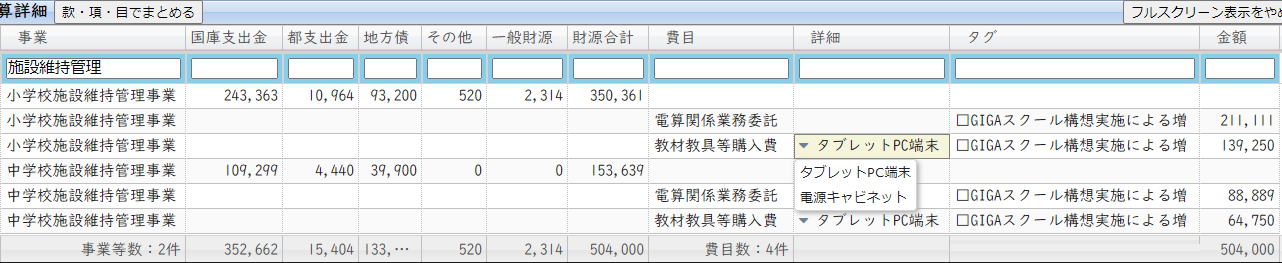 算詳細 款・項・目でまとめる フルスクリーン表示をやめ
事業 国庫支出金 都支出金 地方債 その他 一般財源 財源合計 費目 詳細 タグ 金額
施設維持管理
小学校施設維持管理事業 243,363 10,964 93,200 520 2,314 350,361
小学校施設維持管理事業 電算関係業務委託 □GIGAスクール構想実施による増 211,111
小学校施設維持管理事業 教材教具等購入費 ▼ タブレットPC端末 □GIGAスクール構想実施による増 139,250
中学校施設維持管理事業 109,299 4,440 39,900 0 0 153,639 タブレットPC端末
中学校施設維持管理事業 電算関係業務委託 電源キャビネット □GIGAスクール構想実施による増 88,889
中学校施設維持管理事業 教材教具等購入費 ▼ タブレットPC端末 □GIGAスクール構想実施による増 64,750
事業等数：2件 352,662 15,404 133,… 520 2,314 504,000 費目数：4件 504,000